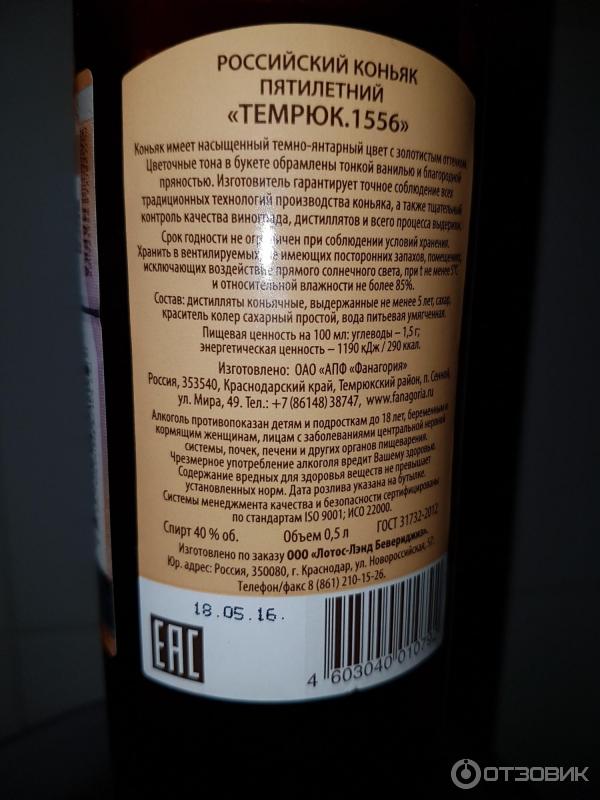 РОССИЙСКИЙ КОНЬЯК
ПЯТИЛЕТНИЙ
«ТЕМРЮК.1556»
Коньяк имеет насыщенный темно-янтарный цвет с золотистым оттенком.
Цветочные тона в букете обрамлены тонкой ванилью и благородной
пряностью. Изготовитель гарантирует точное соблюдение всех
традиционных технологий производства коньяка, а также тщательный
контроль качества винограда, дистиллятов и всего процесса выдержки.
Срок годности не ограничен при соблюдении условий хранения.
Хранить в вентилируемых, не имеющих посторонних запахов, помещениях,
исключающих воздействие прямого солнечного света, при t не менее 5°С
и относительной влажности не более 85%.
Состав: дистилляты коньячные, выдержанные не менее 5 лет, сахар,
краситель колер сахарный простой, вода питьевая умягченная.
Пищевая ценность на 100 мл: углеводы – 1,5 г;
энергетическая ценность – 1190 кДж / 290 ккал.
Изготовлено: ОАО «АПФ «Фанагория»
Россия, 353540, Краснодарский край, Темрюкский район, п. Сенной,
ул. Мира, 49. Тел.: +7 (86148) 38747, www.fanagoria.ru
Алкоголь противопоказан детям и подросткам до 18 лет, беременным и
кормящим женщинам, лицам с заболеваниями центральной нервной
системы, почек, печени и других органов пищеварения.
Чрезмерное употребление алкоголя вредит Вашему здоровью.
Содержание вредных для здоровья веществ не превышает
установленных норм. Дата розлива указана на бутылке.
Системы менеджмента качества и безопасности сертифицированы
по стандартам ISO 9001; ИСО 22000.
Спирт 40 % об. Объем 0,5 л ГОСТ 31732-2012
Изготовлено по заказу ООО «Лотос-Лэнд Бевериджиз».
Юр. адрес: Россия, 350080, г. Краснодар, ул. Новороссийская, 57.
Телефон/факс 8 (861) 210-15-26.
18.05.16.
ЕАС
4 603040 0107
ОТЗОВИК